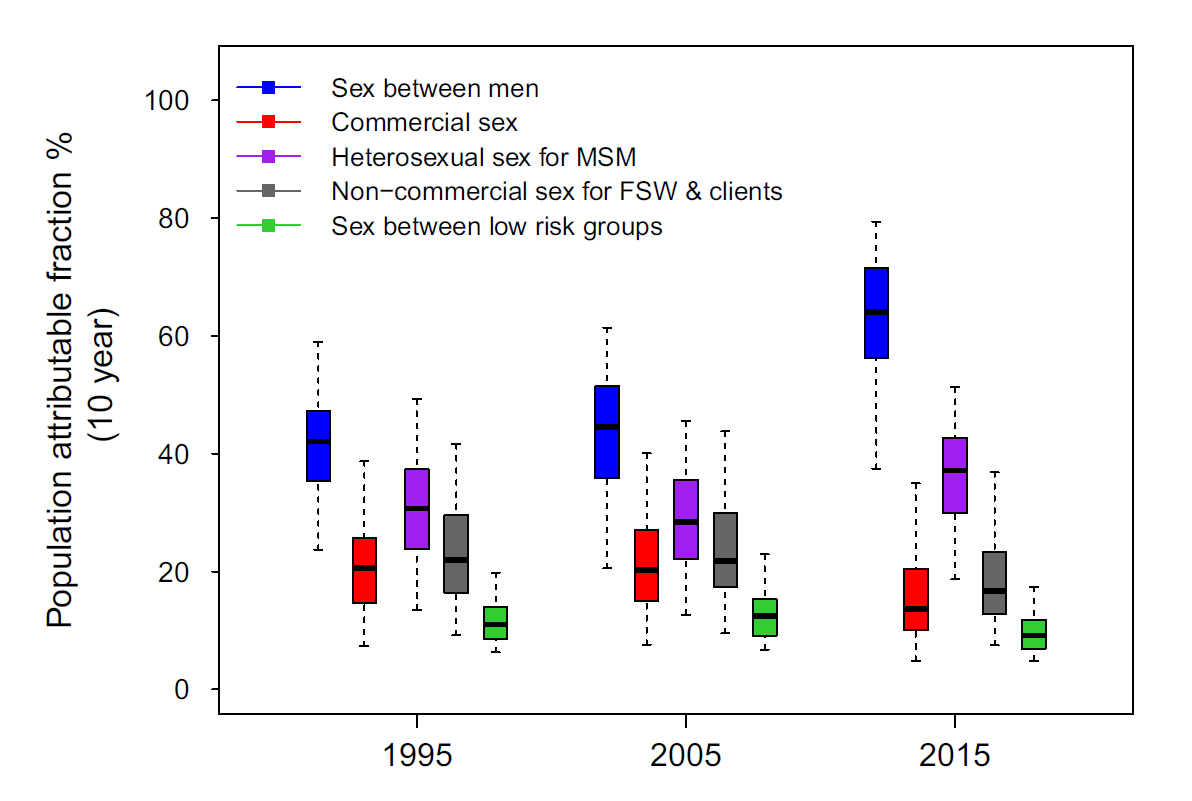 Population attributable fraction %
(10 year)
100
80
60
40
20
0
Sex between men
Commercial sex
Heterosexual sex for MSM
Non−commercial sex for FSW & clients
Sex between low risk groups
1995
2005
2015